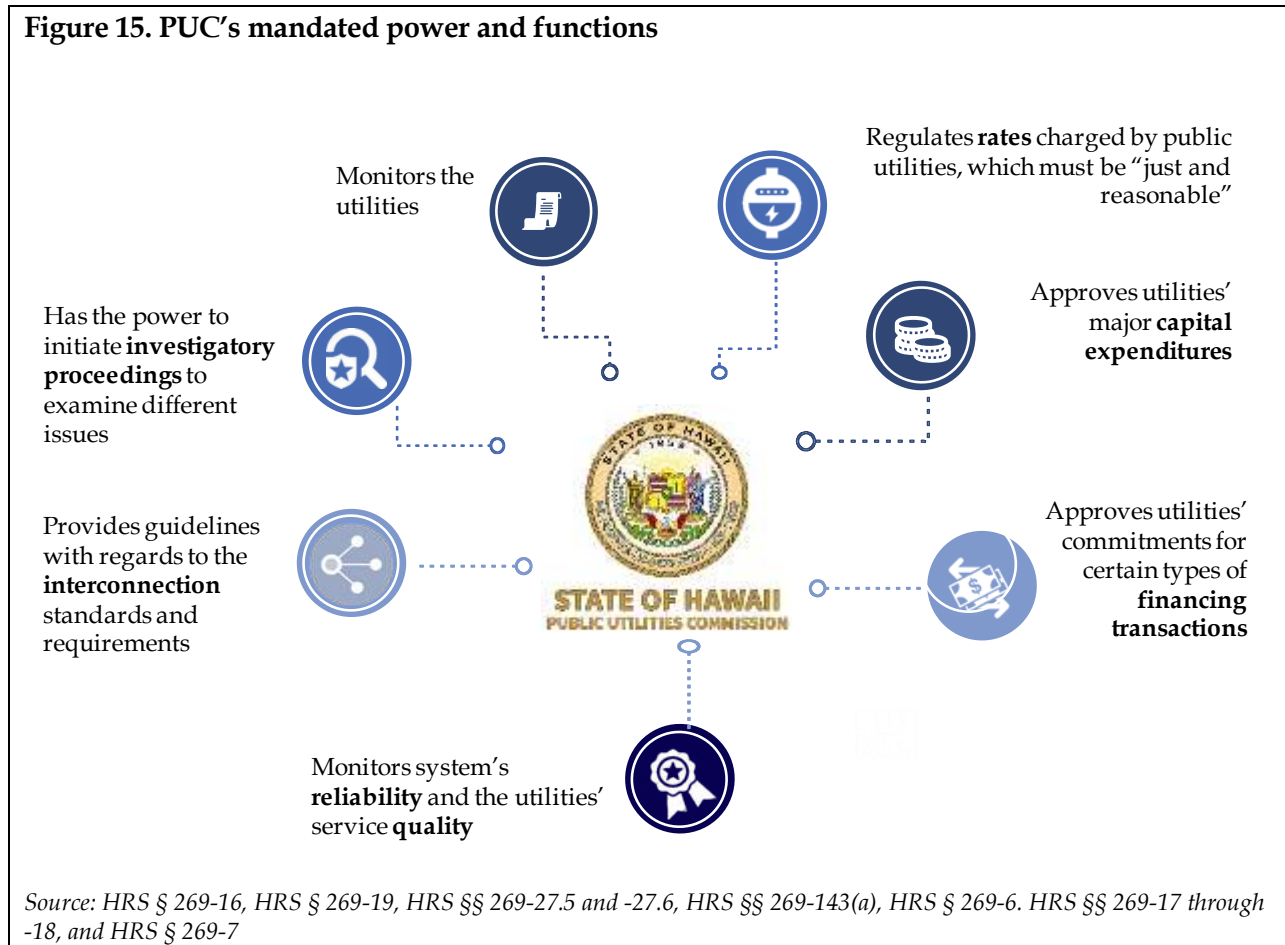 Figure 15. PUC's mandated power and functions
Monitors the
utilities
Regulates rates charged by public
utilities, which must be “just and
reasonable”
Has the power to
initiate investigatory
proceedings to
examine different
issues
Approves utilities’
major capital
expenditures
Provides guidelines
with regards to the
interconnection
standards and
requirements
STATE OF HAWAII
1959
STATE OF HAWAII
PUBLIC UTILITIES COMMISSION
Approves utilities’
commitments for
certain types of
financing
transactions
Monitors system’s
reliability and the utilities’
service quality
Source: HRS § 269-16, HRS § 269-19, HRS §§ 269-27.5 and -27.6, HRS §§ 269-143(a), HRS § 269-6. HRS §§ 269-17 through
-18, and HRS § 269-7